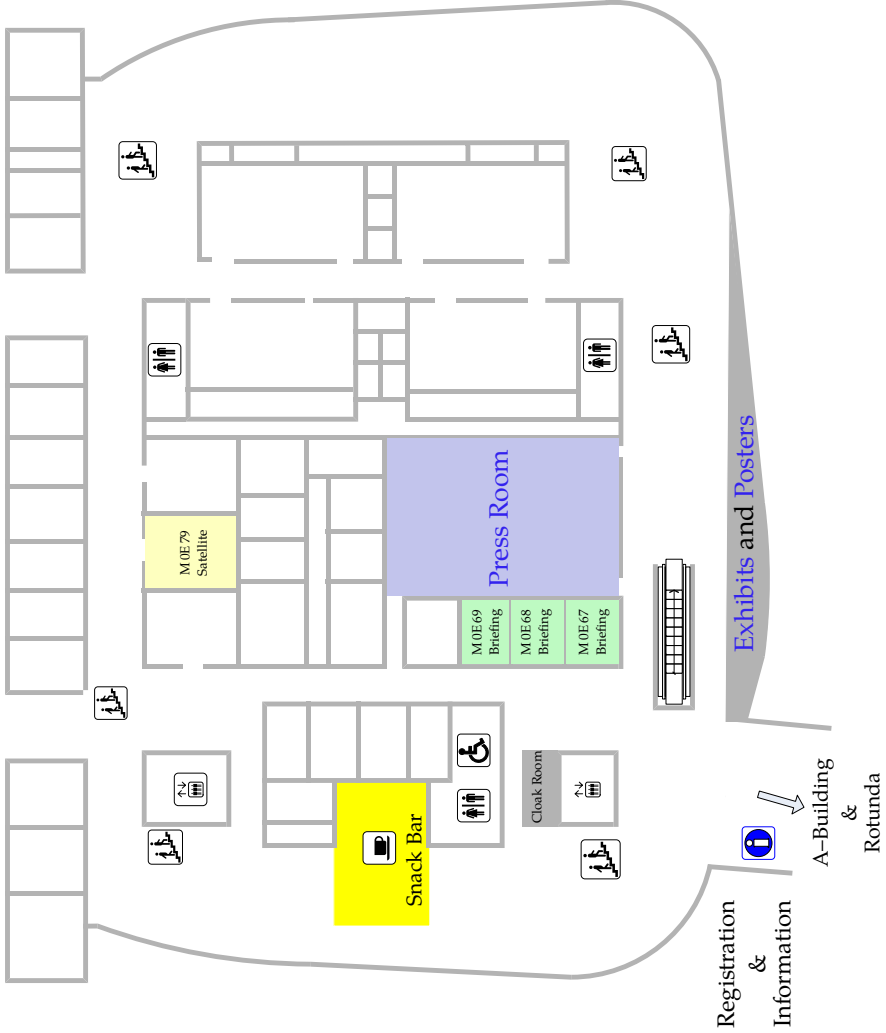 M 0E 79
Satellite
Press Room
M 0E 69
Briefing
M 0E 68
Briefing
M 0E 67
Briefing
Exhibits and Posters
Cloak Room
Snack Bar
A–Building
&
Rotunda
Registration
&
Information